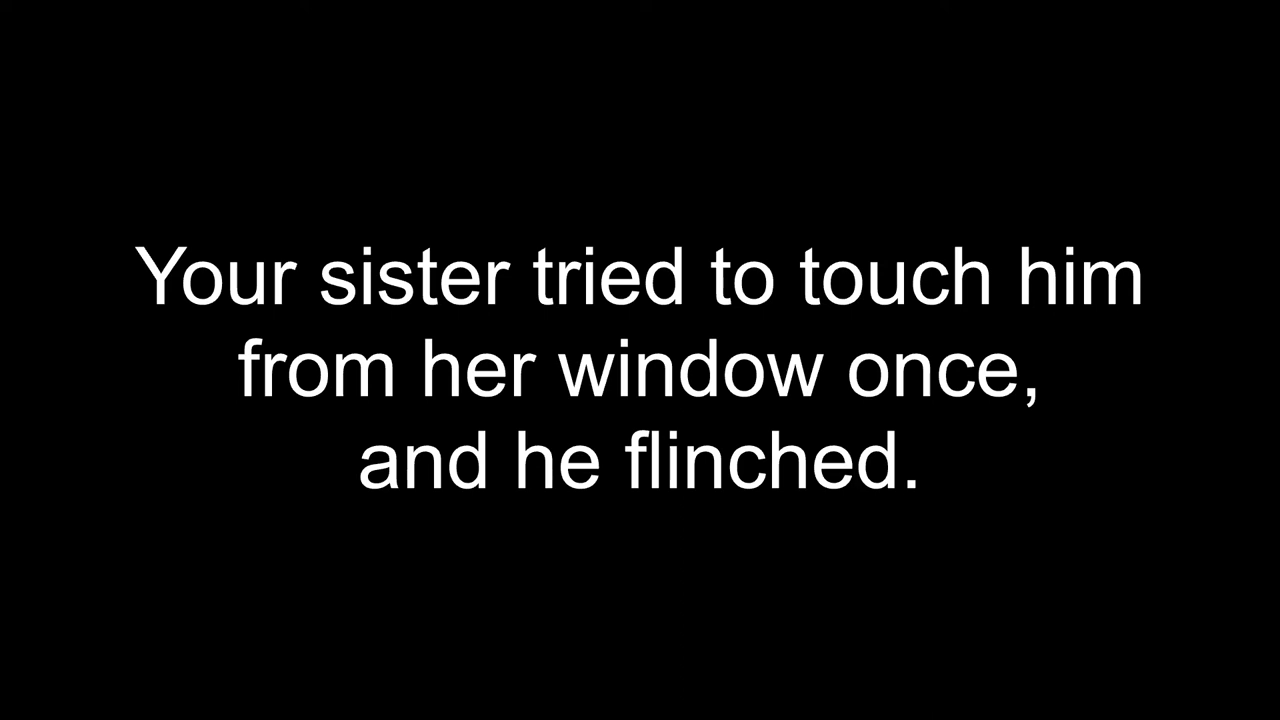 Your sister tried to touch him
from her window once,
and he flinched.